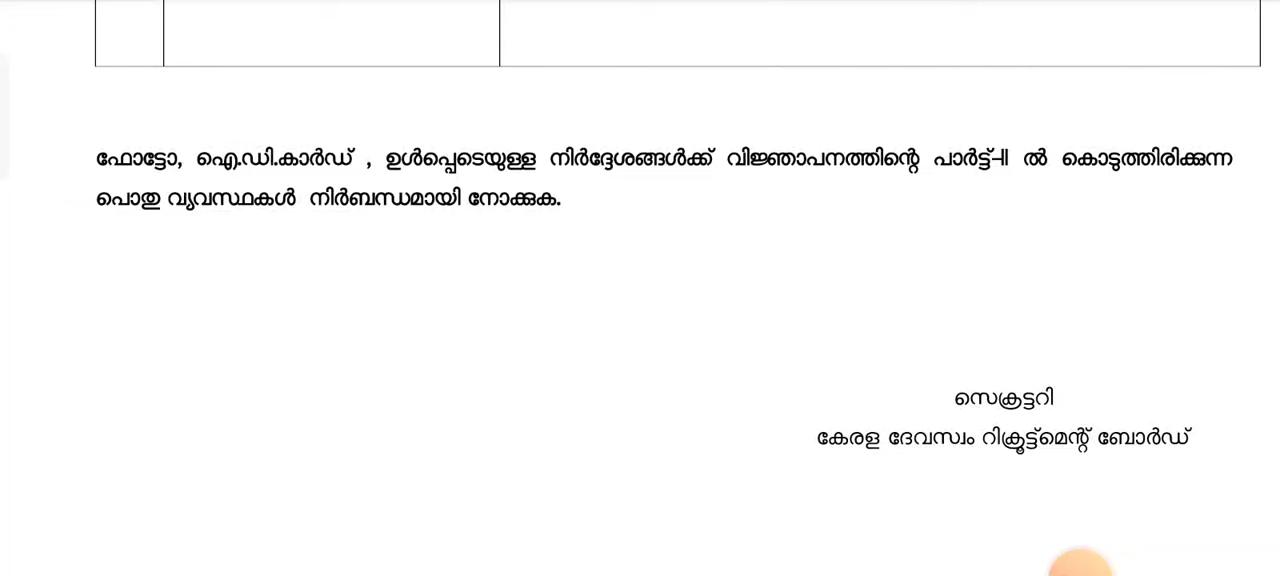 ഫോട്ടോ, ഐ.ഡി.കാർഡ് , ഉൾപ്പെടെയുള്ള നിർദ്ദേശങ്ങൾക്ക് വിജ്ഞാപനത്തിന്റെ പാർട്ട്-II ൽ കൊടുത്തിരിക്കുന്ന
പൊതു വ്യവസ്ഥകൾ നിർബന്ധമായി നോക്കുക.
സെക്രട്ടറി
കേരള ദേവസ്വം റിക്രൂട്ട്മെന്റ് ബോർഡ്